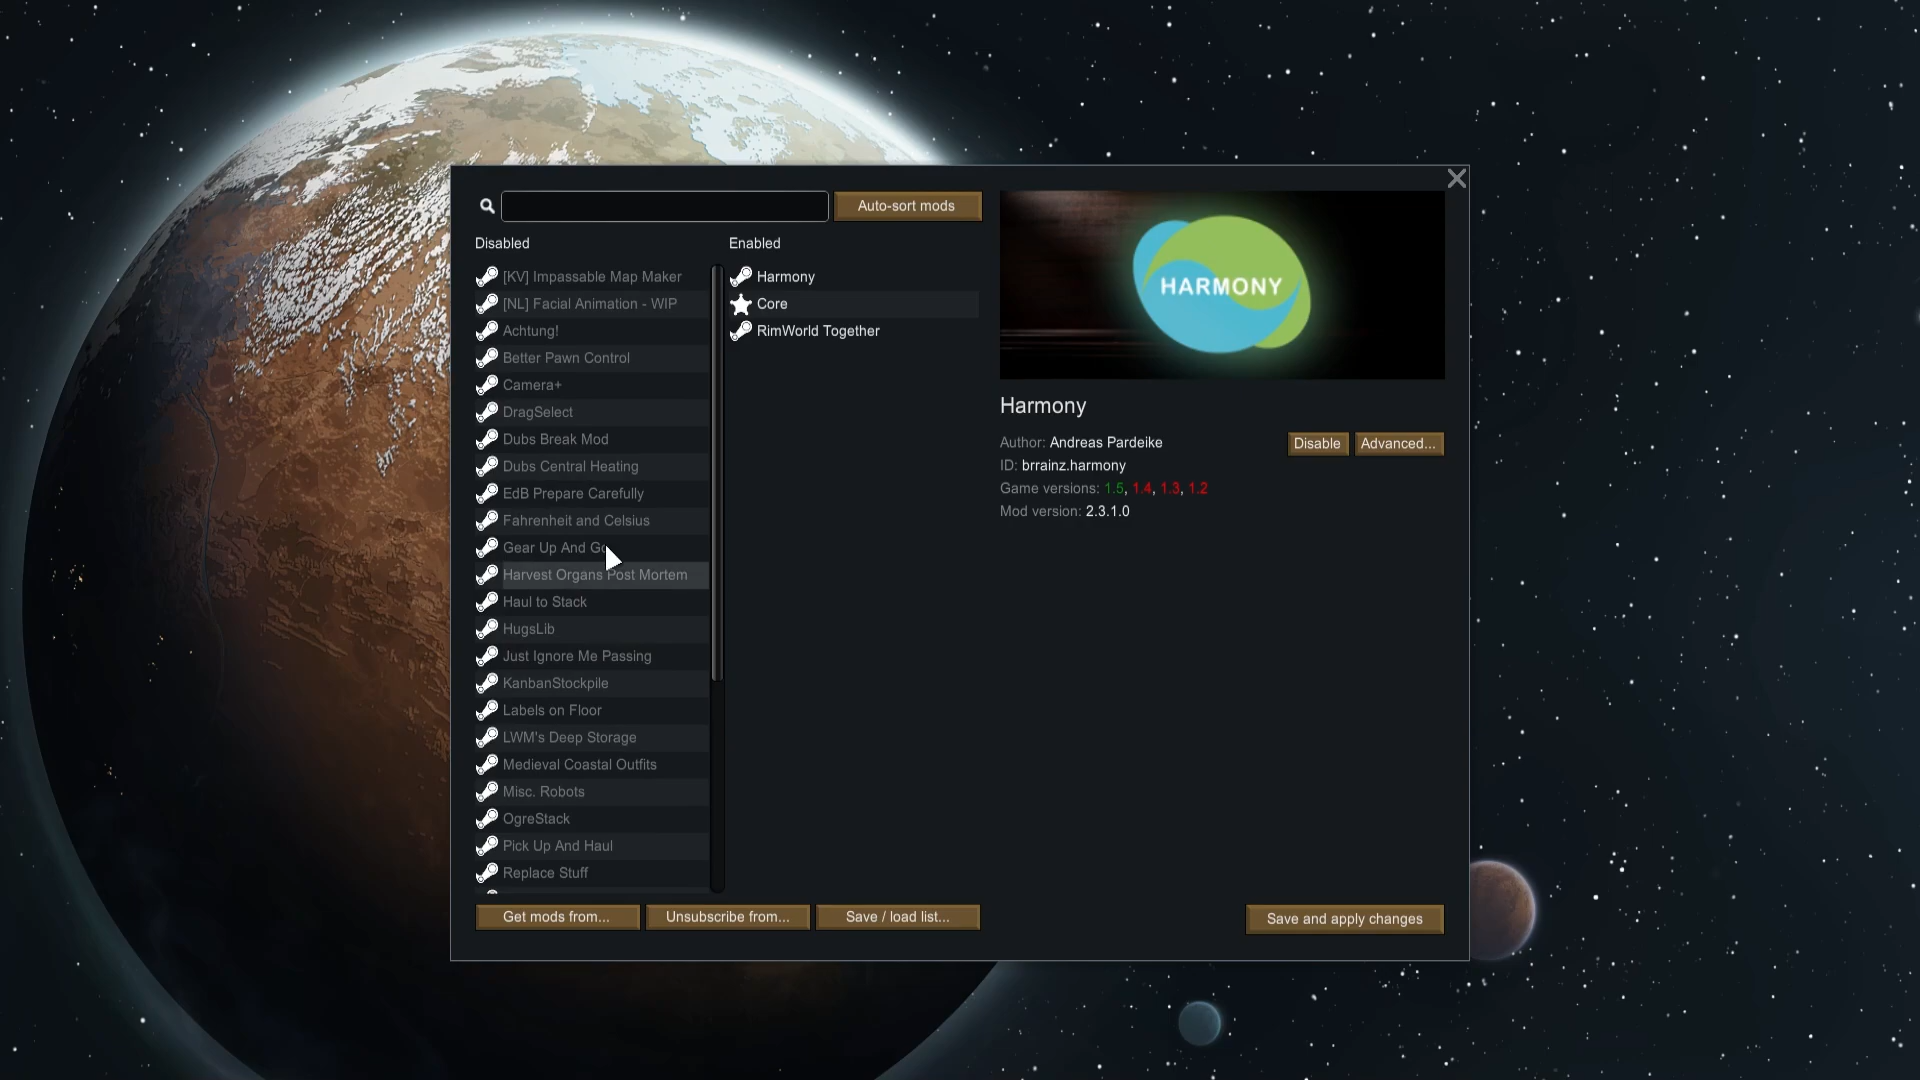 Auto-sort mods
Disabled
[KV] Impassable Map Maker
[NL] Facial Animation - WIP
Achtung!
Better Pawn Control
Camera+
DragSelect
Dubs Break Mod
Dubs Central Heating
EdB Prepare Carefully
Fahrenheit and Celsius
Gear Up And Go
Harvest Organs Post Mortem
Haul to Stack
HugsLib
Just Ignore Me Passing
KanbanStockpile
Labels on Floor
LWM's Deep Storage
Medieval Coastal Outfits
Misc. Robots
OgreStack
Pick Up And Haul
Replace Stuff
Enabled
Harmony
Core
RimWorld Together
HARMONY
Harmony
Author: Andreas Pardeike
ID: brrainz.harmony
Game versions: 1.5, 1.4, 1.3, 1.2
Mod version: 2.3.1.0
Disable
Advanced...
Get mods from...
Unsubscribe from...
Save / load list...
Save and apply changes